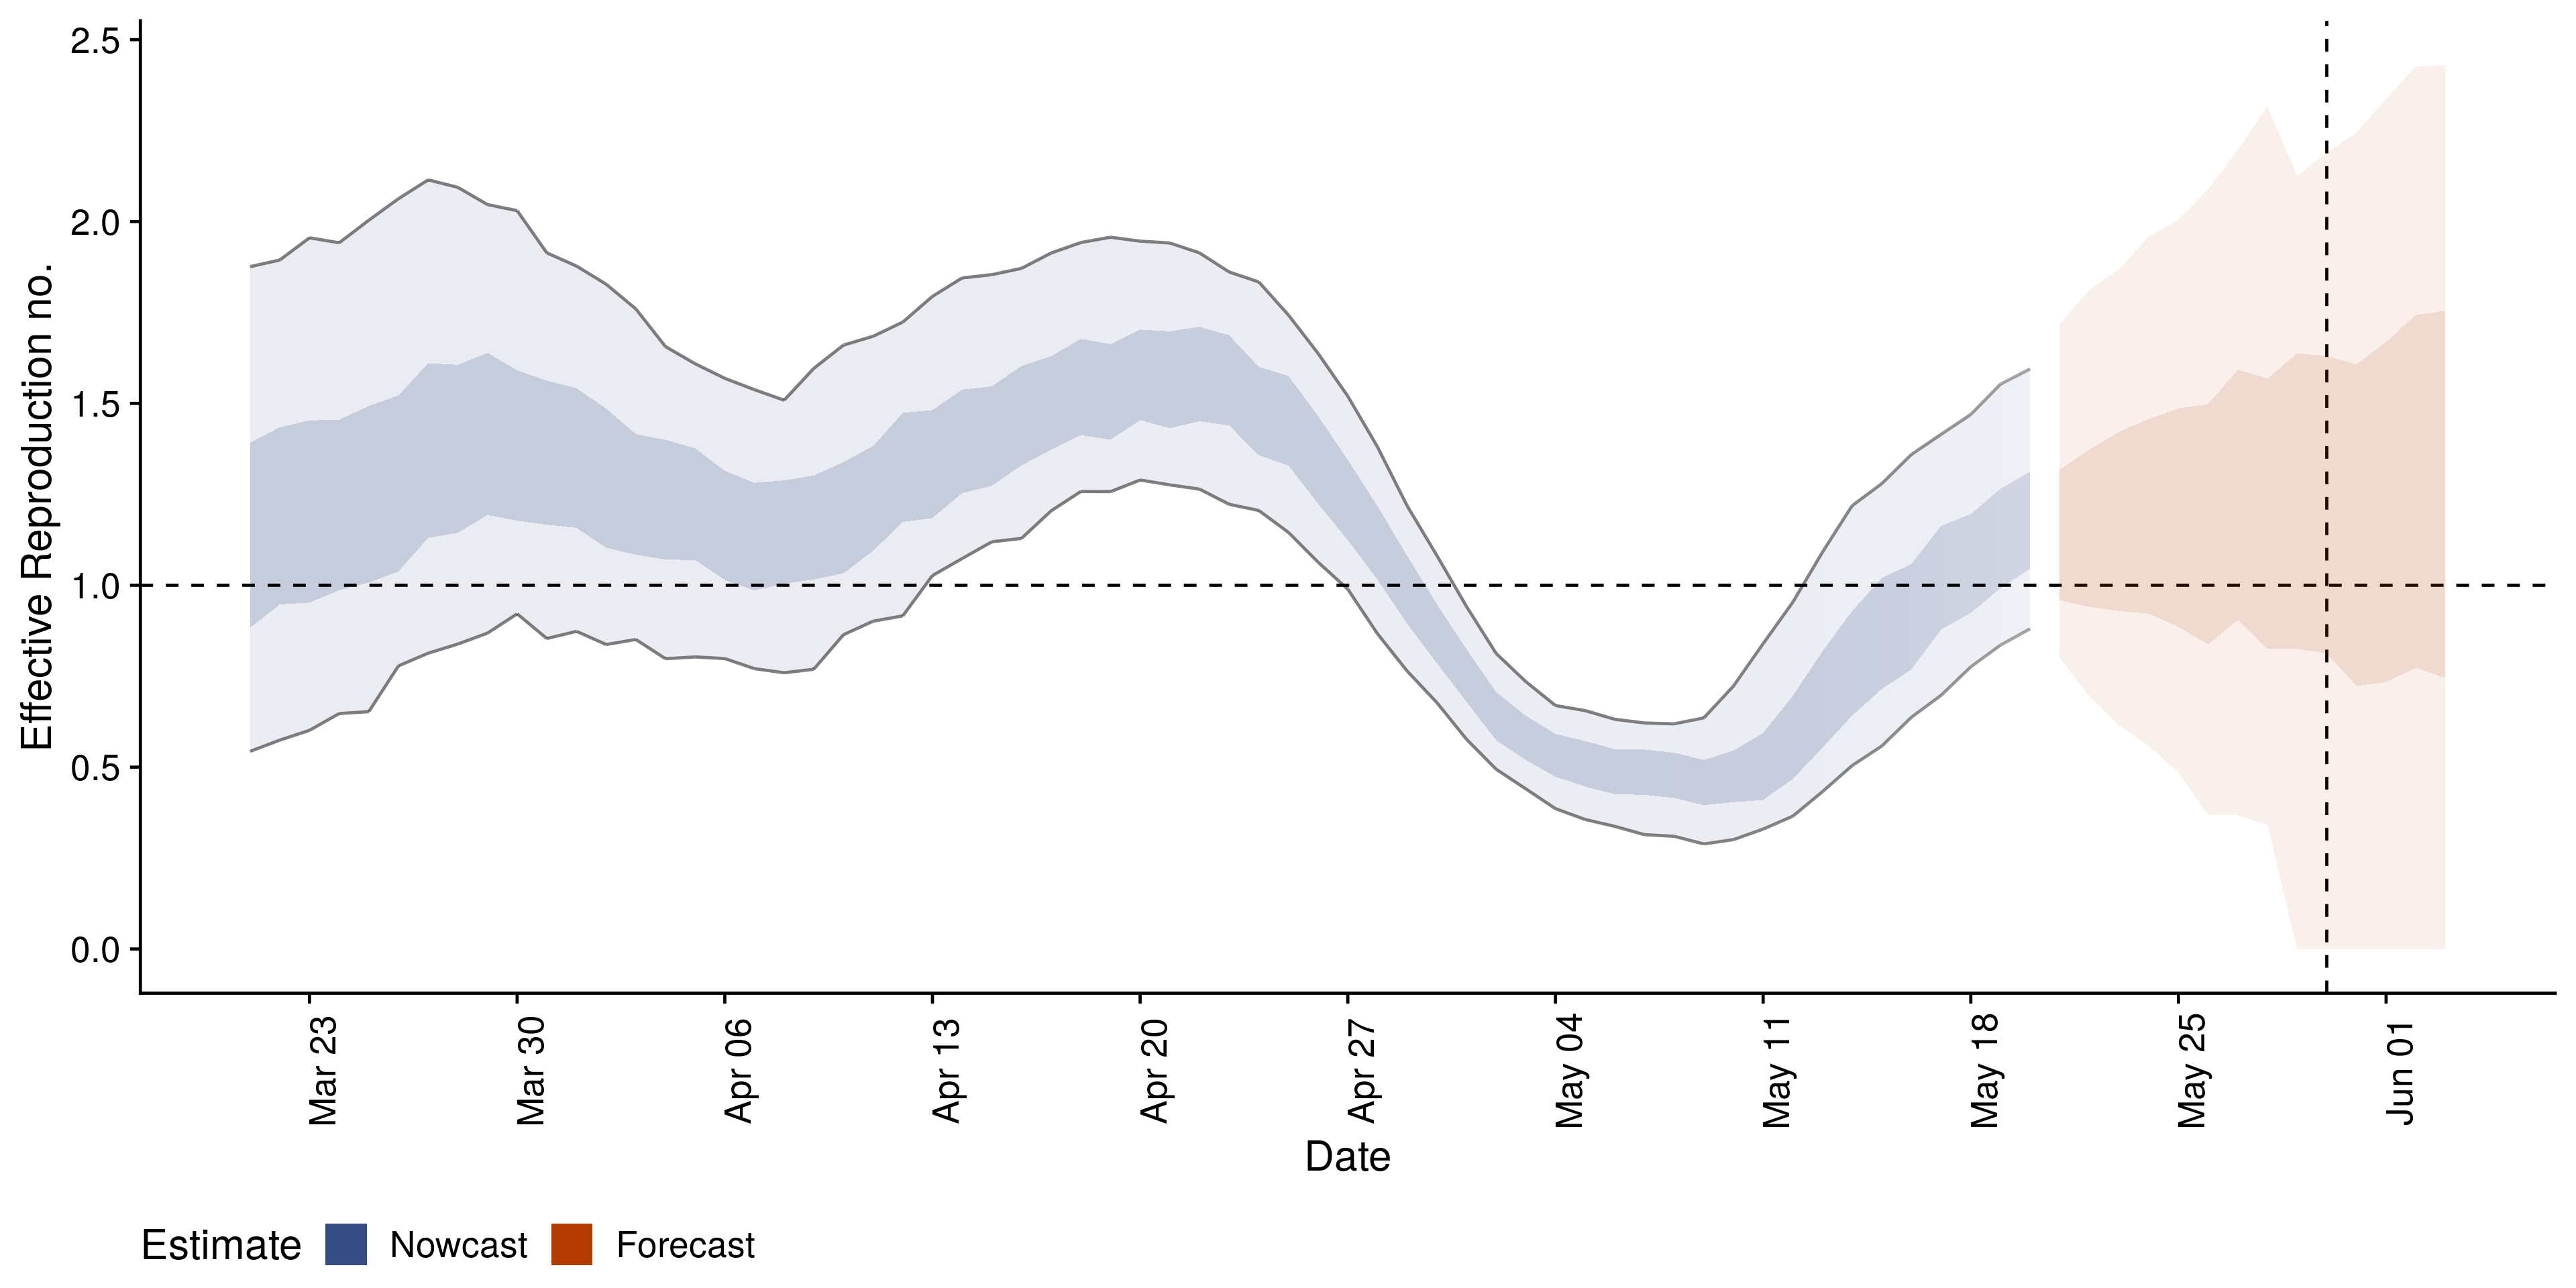 Effective Reproduction no.
2.5
2.0
1.5
1.0
0.5
0.0
Mar 23
Mar 30
Apr 06
Apr 13
Apr 20
Apr 27
May 04
May 11
May 18
May 25
Jun 01
Date
Estimate Nowcast Forecast